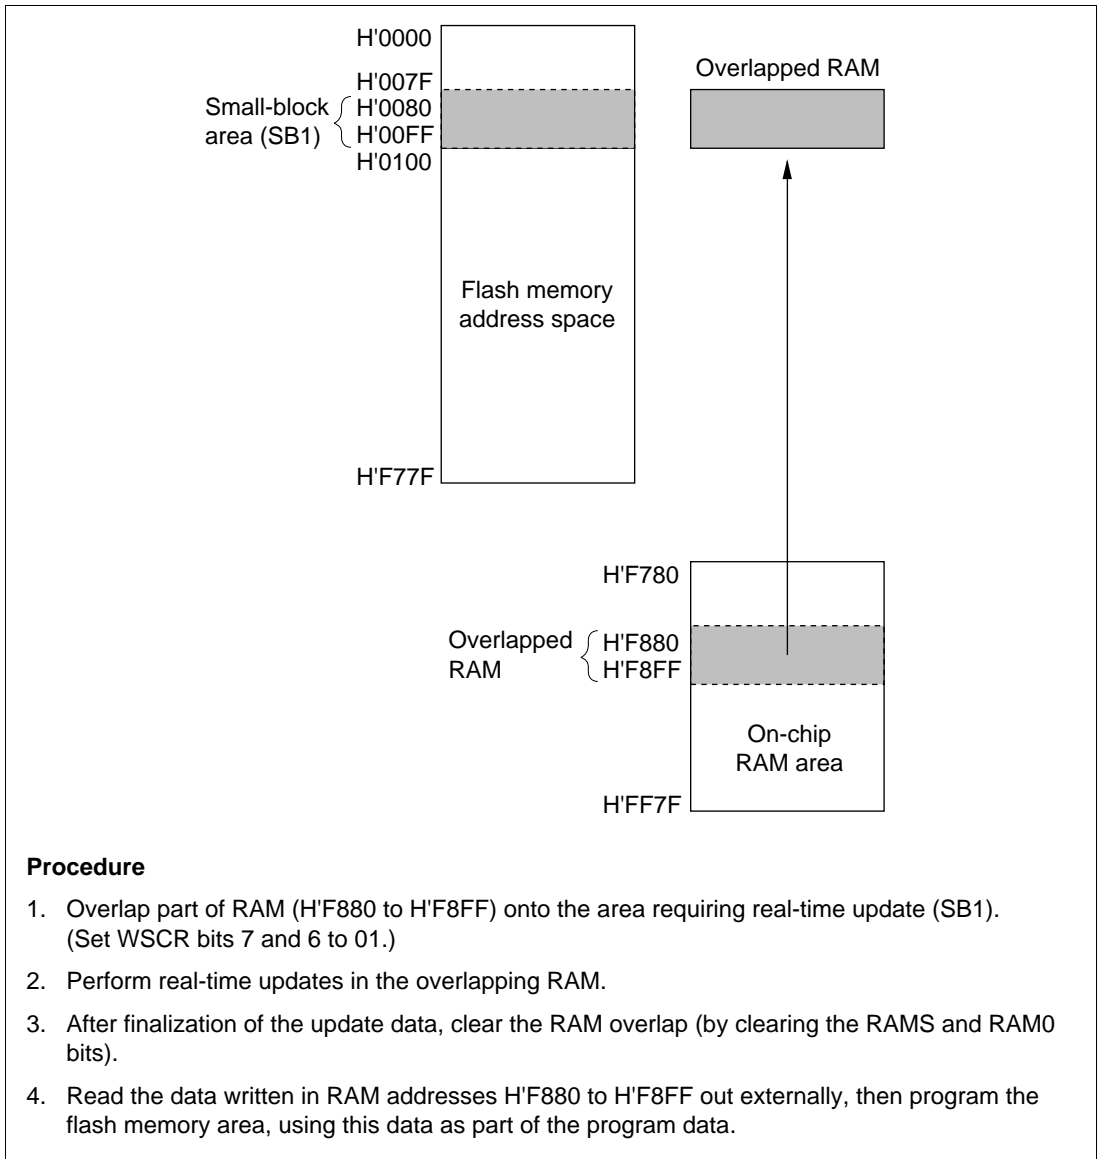 H'0000
Overlapped RAM
H'007F
Small-block
area (SB1)
H'0080
H'00FF
H'0100
Flash memory
address space
H'F77F
H'F780
Overlapped
RAM
H'F880
H'F8FF
On-chip
RAM area
H'FF7F
Procedure
1. Overlap part of RAM (H'F880 to H'F8FF) onto the area requiring real-time update (SB1).
(Set WSCR bits 7 and 6 to 01.)
2. Perform real-time updates in the overlapping RAM.
3. After finalization of the update data, clear the RAM overlap (by clearing the RAMS and RAM0
bits).
4. Read the data written in RAM addresses H'F880 to H'F8FF out externally, then program the
flash memory area, using this data as part of the program data.